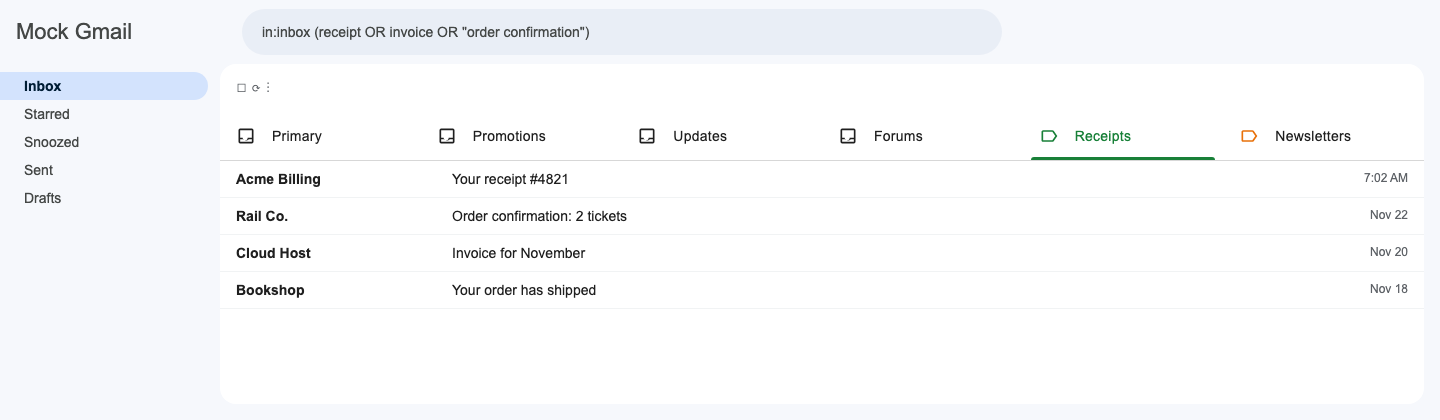 Mock Gmail
in:inbox (receipt OR invoice OR "order confirmation")
Inbox
Starred
Snoozed
Sent
Drafts
Primary Promotions Updates Forums Receipts Newsletters
Acme Billing Your receipt #4821 7:02 AM
Rail Co. Order confirmation: 2 tickets Nov 22
Cloud Host Invoice for November Nov 20
Bookshop Your order has shipped Nov 18